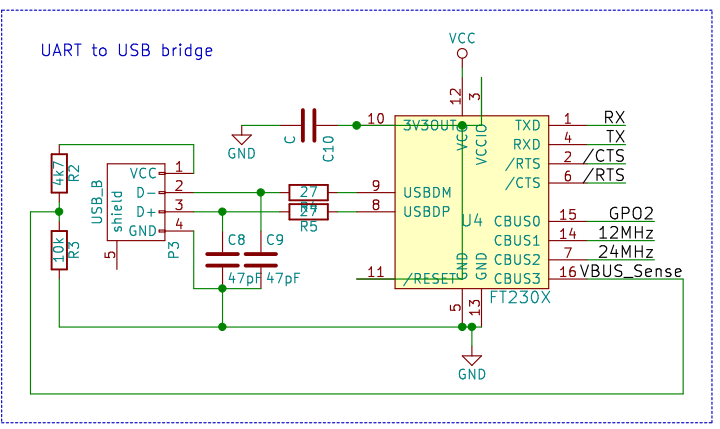 UART to USB bridge
VCC
12
3
C
C10
GND
10
3V3OUT
VCC
VCCIO
TXD
1
RX
RXD
4
TX
/RTS
2
/CTS
/CTS
6
/RTS
4k7
R2
USB_B
shield
VCC
1
D-
2
D+
3
GND
4
5
P3
27
R4
27
R5
9
USBDM
8
USBDP
U4
CBUS0
15
GPO2
CBUS1
14
12MHz
CBUS2
7
24MHz
CBUS3
16
VBUS_Sense
10k
R3
C8
47pF
C9
47pF
11
/RESET
GND
GND
5
13
FT230X
GND